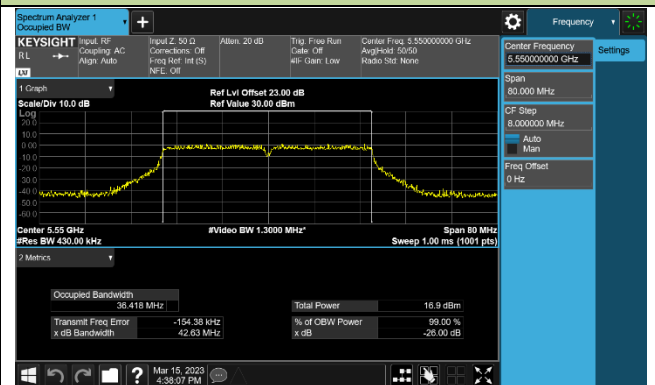 Spectrum Analyzer 1
Occupied BW
Frequency
KEYSIGHT
RL
Input: RF
Coupling: AC
Align: Auto
Input Z: 50 Ω
Corrections: Off
Freq Ref: Int (S)
NFE: Off
Atten: 20 dB
Trig: Free Run
Gate: Off
#IF Gain: Low
Center Freq: 5.550000000 GHz
Avg|Hold: 50/50
Radio Std: None
LXI
Center Frequency
5.550000000 GHz
Settings
Span
80.000 MHz
CF Step
8.000000 MHz
Auto
Man
Freq Offset
0 Hz
1 Graph
Scale/Div 10.0 dB
Ref Lvl Offset 23.00 dB
Ref Value 30.00 dBm
Log
20.0
10.0
0.00
-10.0
-20.0
-30.0
-40.0
-50.0
-60.0
Center 5.55 GHz
#Video BW 1.3000 MHz*
Span 80 MHz
#Res BW 430.00 kHz
Sweep 1.00 ms (1001 pts)
2 Metrics
Occupied Bandwidth
36.418 MHz
Total Power
16.9 dBm
Transmit Freq Error
-154.38 kHz
% of OBW Power
99.00 %
x dB Bandwidth
42.63 MHz
x dB
-26.00 dB
?
Mar 15, 2023
4:38:07 PM